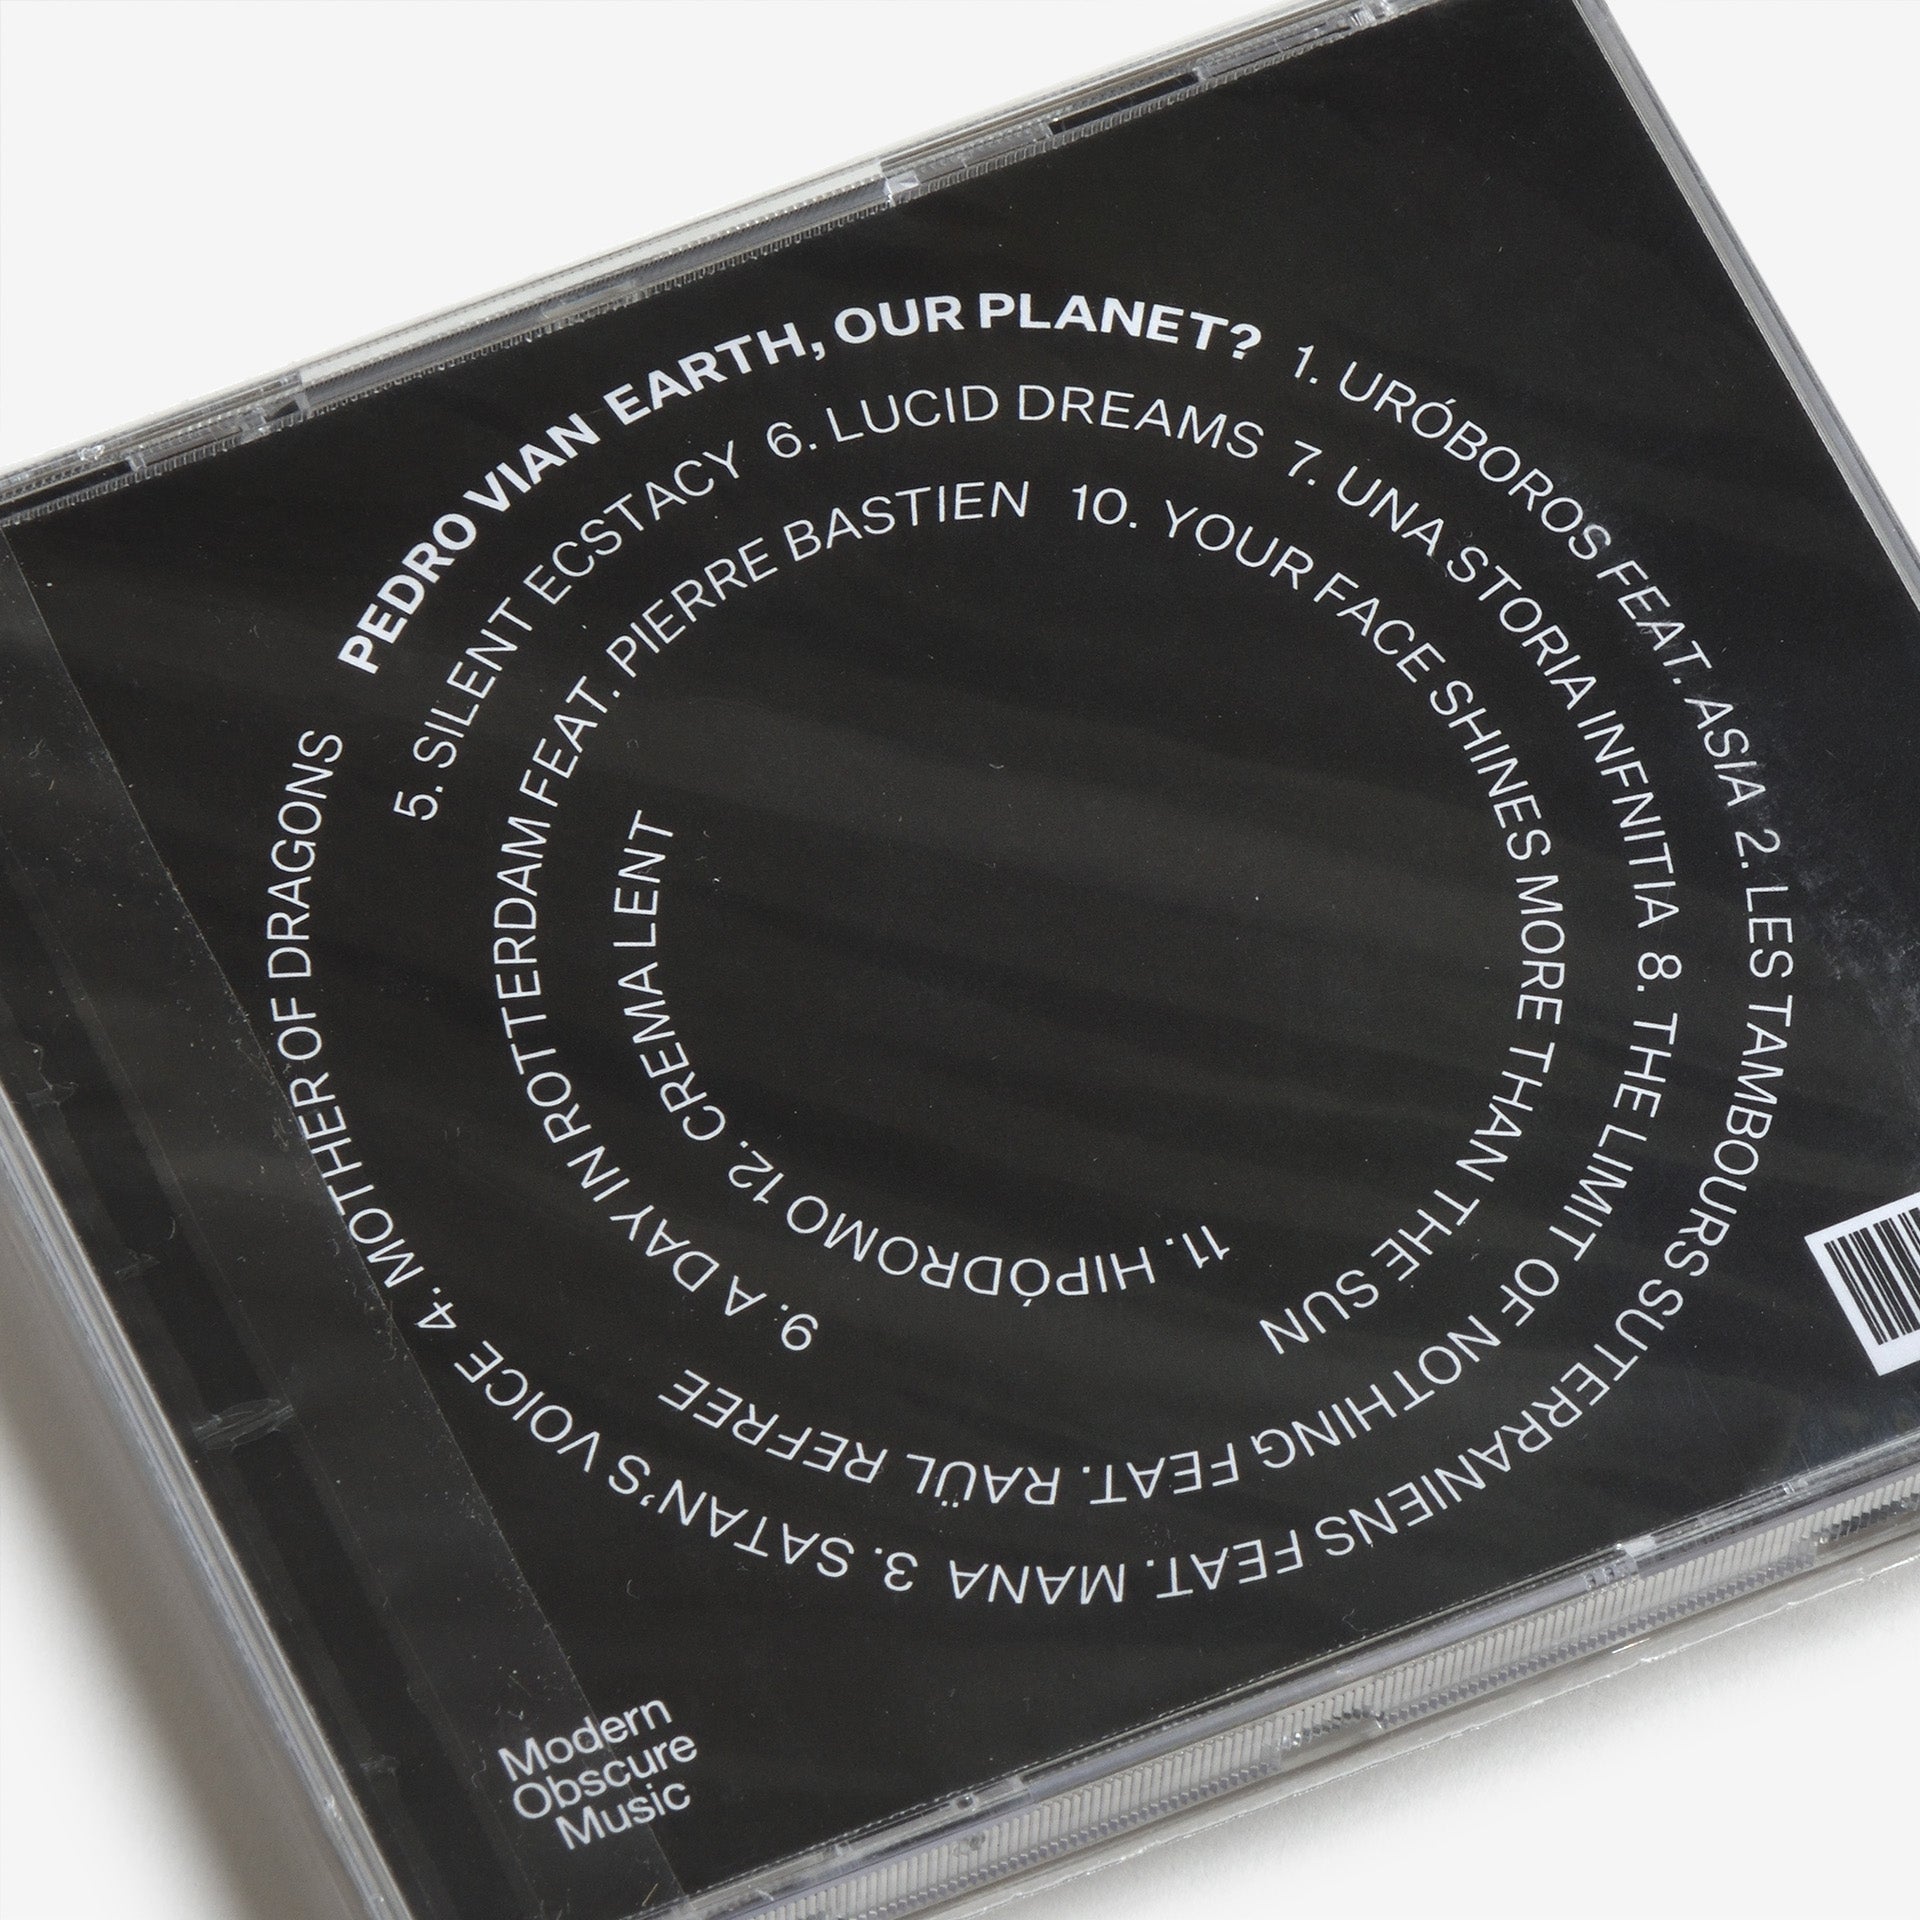 PEDRO VIAN EARTH, OUR PLANET? 1. URÓBOROS FEAT. ASIA 2. LES TAMBOURS SUTERRANIENS FEAT. MANA 3. SATAN'S VOICE 4. MOTHER OF DRAGONS
5. SILENT ECSTACY 6. LUCID DREAMS 7. UNA STORIA INFNITIA 8. THE LIMIT OF NOTHING FEAT. RAÜL REFREE
9. A DAY IN ROTTERDAM FEAT. PIERRE BASTIEN 10. YOUR FACE SHINES MORE THAN THE SUN
11. HIPÓDROMO 12. CREMA LENT
Modern
Obscure
Music